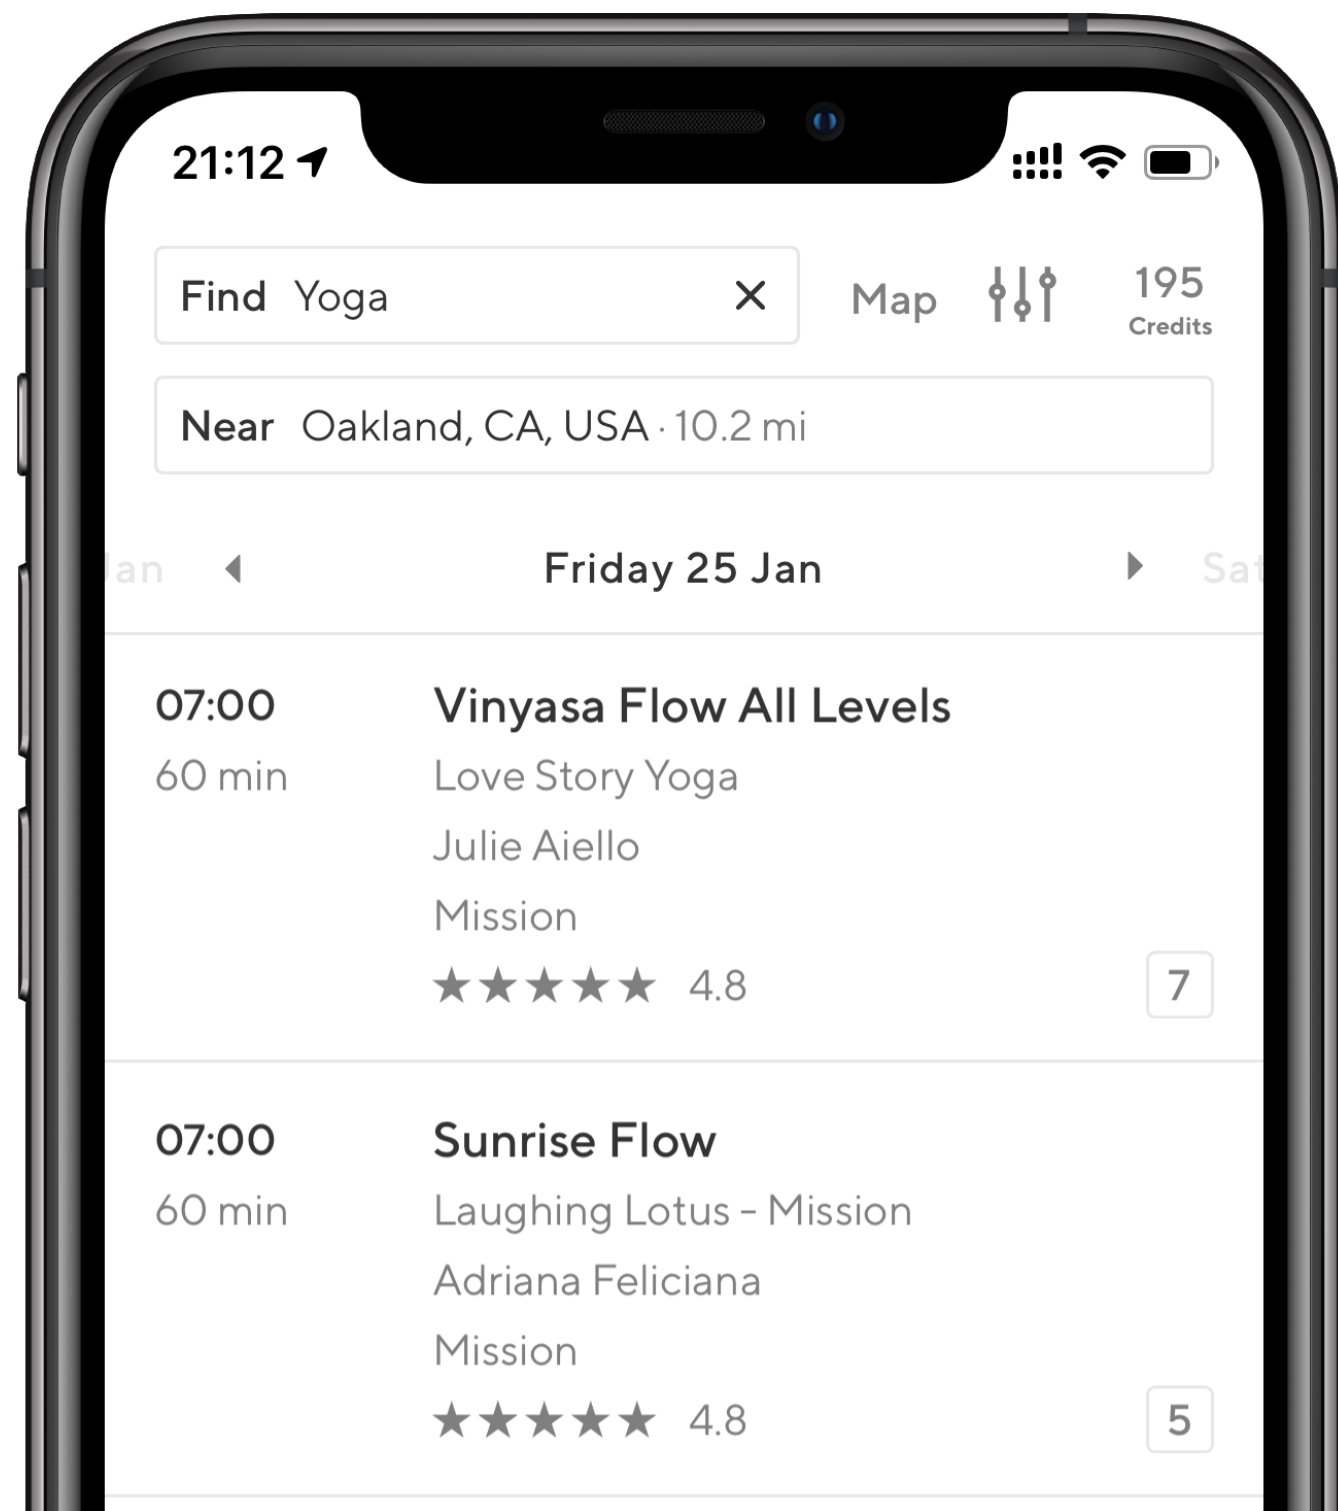 21:12
Find Yoga
Map
195
Credits
Near Oakland, CA, USA · 10.2 mi
Jan
Friday 25 Jan
Sat
07:00 Vinyasa Flow All Levels
60 min Love Story Yoga
Julie Aiello
Mission
★★★★★ 4.8
7
07:00 Sunrise Flow
60 min Laughing Lotus - Mission
Adriana Feliciana
Mission
★★★★★ 4.8
5